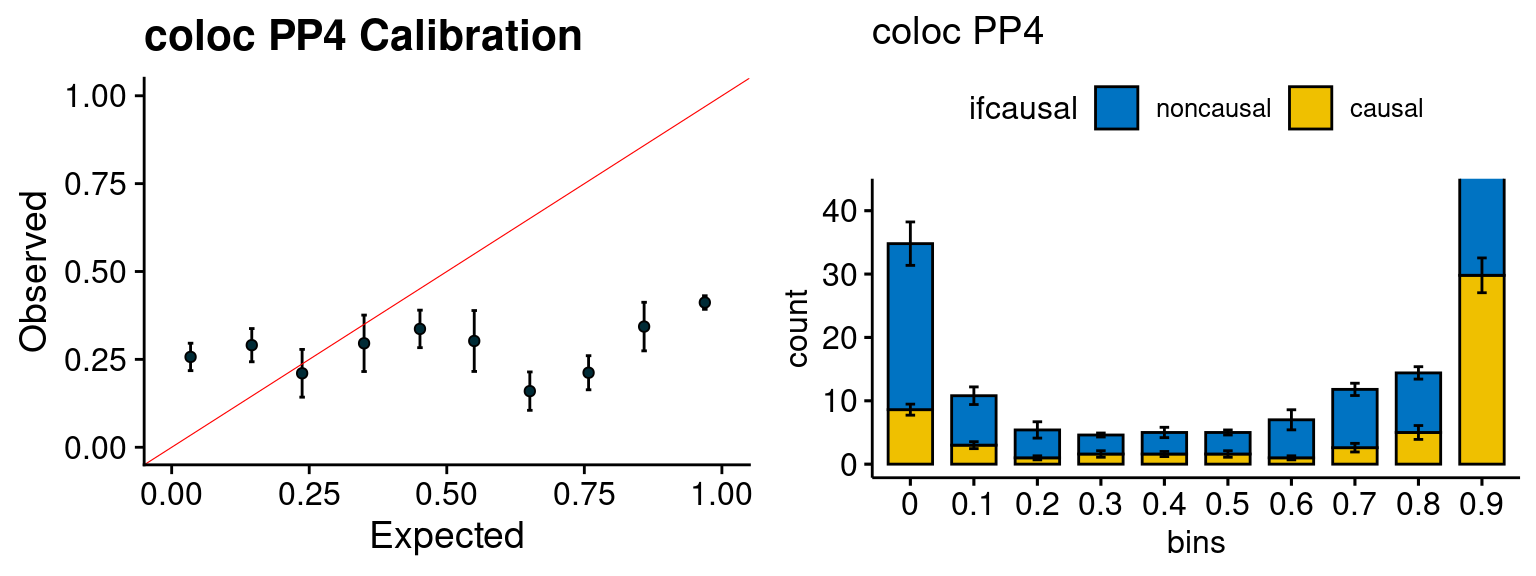 coloc PP4 Calibration
1.00
0.75
0.50
0.25
0.00
Observed
0.00 0.25 0.50 0.75 1.00
Expected
coloc PP4
ifcausal noncausal causal
40
30
20
10
0
count
0 0.1 0.2 0.3 0.4 0.5 0.6 0.7 0.8 0.9
bins